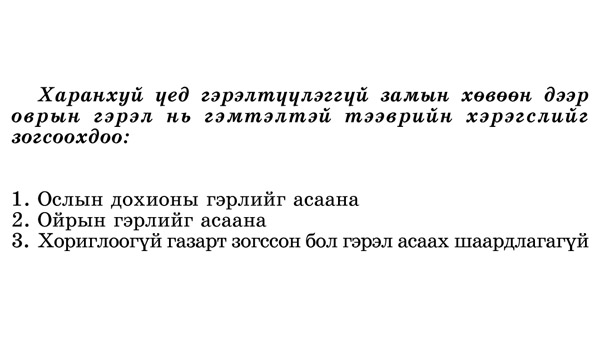 Харанхуй үед гэрэлтүүлэггүй замын хөвөөн дээр
оврын гэрэл нь гэмтэлтэй тээврийн хэрэгслийг
зогсоохдоо:
1. Ослын дохионы гэрлийг асаана
2. Ойрын гэрлийг асаана
3. Хориглоогүй газарт зогссон бол гэрэл асаах шаардлагагүй